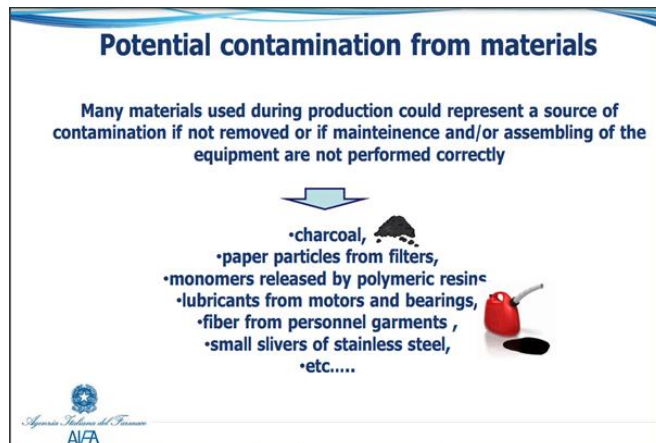 Potential contamination from materials
Many materials used during production could represent a source of
contamination if not removed or if mainteinence and/or assembling of the
equipment are not performed correctly
•charcoal,
•paper particles from filters,
•monomers released by polymeric resins
•lubricants from motors and bearings,
•fiber from personnel garments ,
•small slivers of stainless steel,
•etc.....
Agenzia Italiana del Farmaco
AIFA